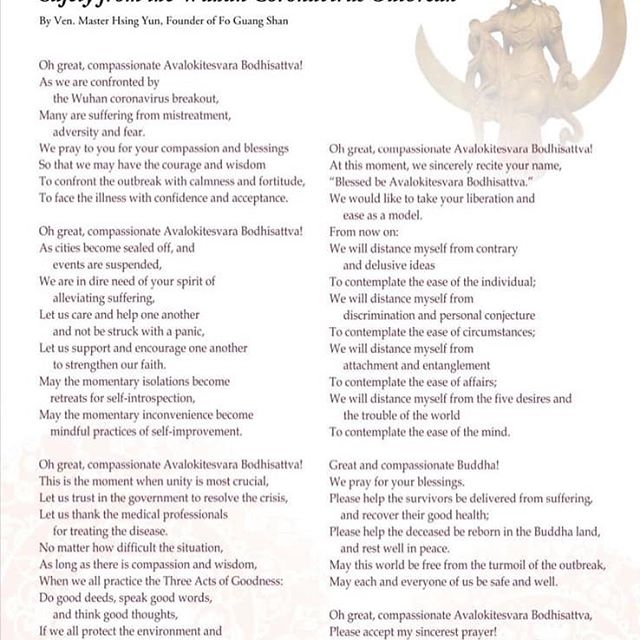 Safely from the Wuhan Coronavirus Outbreak
By Ven. Master Hsing Yun, Founder of Fo Guang Shan
Oh great, compassionate Avalokitesvara Bodhisattva!
As we are confronted by
the Wuhan coronavirus breakout,
Many are suffering from mistreatment,
adversity and fear.
We pray to you for your compassion and blessings
So that we may have the courage and wisdom
To confront the outbreak with calmness and fortitude,
To face the illness with confidence and acceptance.
Oh great, compassionate Avalokitesvara Bodhisattva!
As cities become sealed off, and
events are suspended,
We are in dire need of your spirit of
alleviating suffering,
Let us care and help one another
and not be struck with a panic,
Let us support and encourage one another
to strengthen our faith.
May the momentary isolations become
retreats for self-introspection,
May the momentary inconvenience become
mindful practices of self-improvement.
Oh great, compassionate Avalokitesvara Bodhisattva!
This is the moment when unity is most crucial,
Let us trust in the government to resolve the crisis,
Let us thank the medical professionals
for treating the disease.
No matter how difficult the situation,
As long as there is compassion and wisdom,
When we all practice the Three Acts of Goodness:
Do good deeds, speak good words,
and think good thoughts,
If we all protect the environment and
Oh great, compassionate Avalokitesvara Bodhisattva!
At this moment, we sincerely recite your name,
"Blessed be Avalokitesvara Bodhisattva."
We would like to take your liberation and
ease as a model.
From now on:
We will distance myself from contrary
and delusive ideas
To contemplate the ease of the individual;
We will distance myself from
discrimination and personal conjecture
To contemplate the ease of circumstances;
We will distance myself from
attachment and entanglement
To contemplate the ease of affairs;
We will distance myself from the five desires and
the trouble of the world
To contemplate the ease of the mind.
Great and compassionate Buddha!
We pray for your blessings.
Please help the survivors be delivered from suffering,
and recover their good health;
Please help the deceased be reborn in the Buddha land,
and rest well in peace.
May this world be free from the turmoil of the outbreak,
May each and everyone of us be safe and well.
Oh great, compassionate Avalokitesvara Bodhisattva,
Please accept my sincerest prayer!